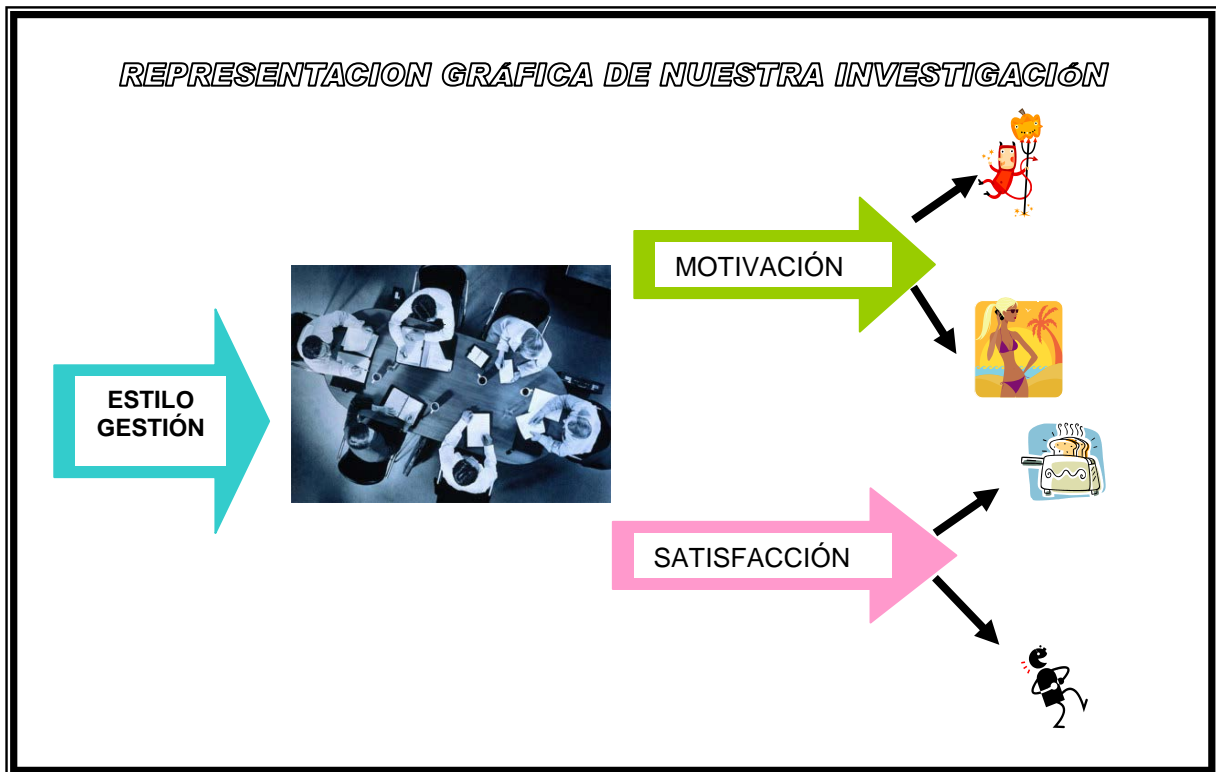 REPRESENTACION GRÁFICA DE NUESTRA INVESTIGACIóN
MOTIVACIÓN
ESTILO
GESTIÓN
SATISFACCIÓN